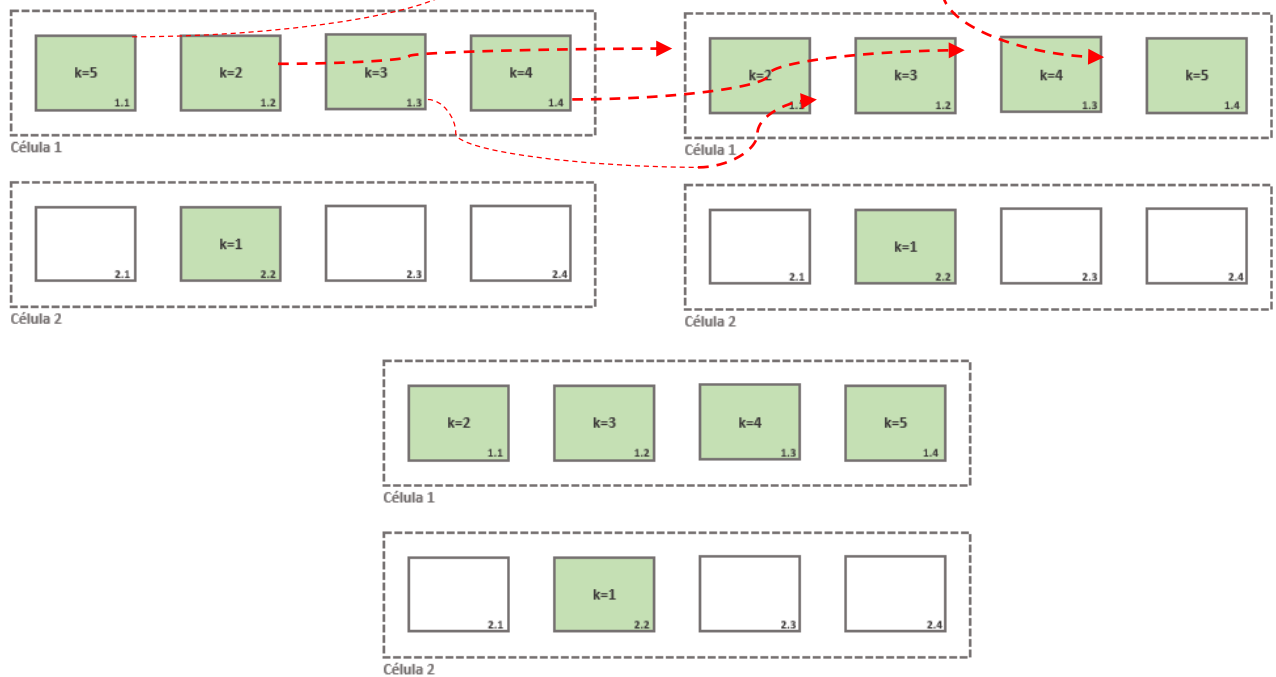 k=5 k=2 k=3 k=4
1.1 1.2 1.3 1.4
Célula 1
k=2 k=3 k=4 k=5
1.1 1.2 1.3 1.4
Célula 1
k=1
2.1 2.2 2.3 2.4
Célula 2
k=1
2.1 2.2 2.3 2.4
Célula 2
k=2 k=3 k=4 k=5
1.1 1.2 1.3 1.4
Célula 1
k=1
2.1 2.2 2.3 2.4
Célula 2